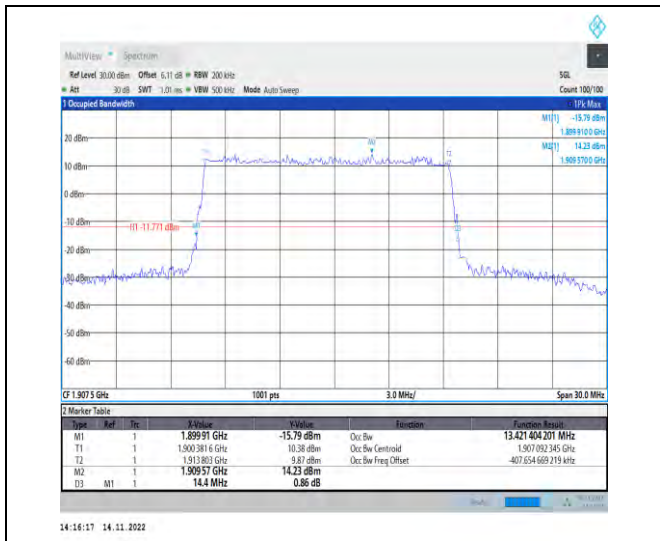 MultiView Spectrum
Ref Level 30.00 dBm Offset 6.11 dB RBW 200 kHz SGL
Att 30 dB SWT 1.01 ms VBW 500 kHz Mode Auto Sweep Count 100/100
1 Occupied Bandwidth 1Pk Max
M1[1] -15.79 dBm
1.899 910 0 GHz
M2[1] 14.23 dBm
1.909 570 0 GHz
20 dBm
M2
T2
10 dBm
0 dBm
-10 dBm
H1 -11.771 dBm
M1
-20 dBm
-30 dBm
-40 dBm
-50 dBm
-60 dBm
CF 1.907 5 GHz 1001 pts 3.0 MHz/ Span 30.0 MHz
2 Marker Table
Type Ref Trc X-Value Y-Value Function Function Result
M1 1 1.899 91 GHz -15.79 dBm Occ Bw 13.421 404 201 MHz
T1 1 1.900 381 6 GHz 10.38 dBm Occ Bw Centroid 1.907 092 345 GHz
T2 1 1.913 803 GHz 9.87 dBm Occ Bw Freq Offset -407.654 669 219 kHz
M2 1 1.909 57 GHz 14.23 dBm
D3 M1 1 14.4 MHz 0.86 dB
14:16:17 14.11.2022